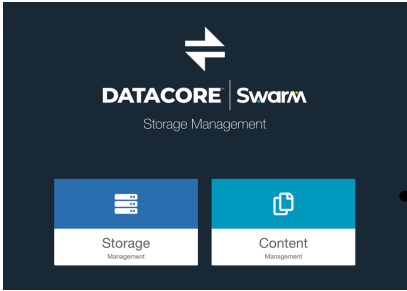 DATACORE Swarm
Storage Management
Storage
Management
Content
Management